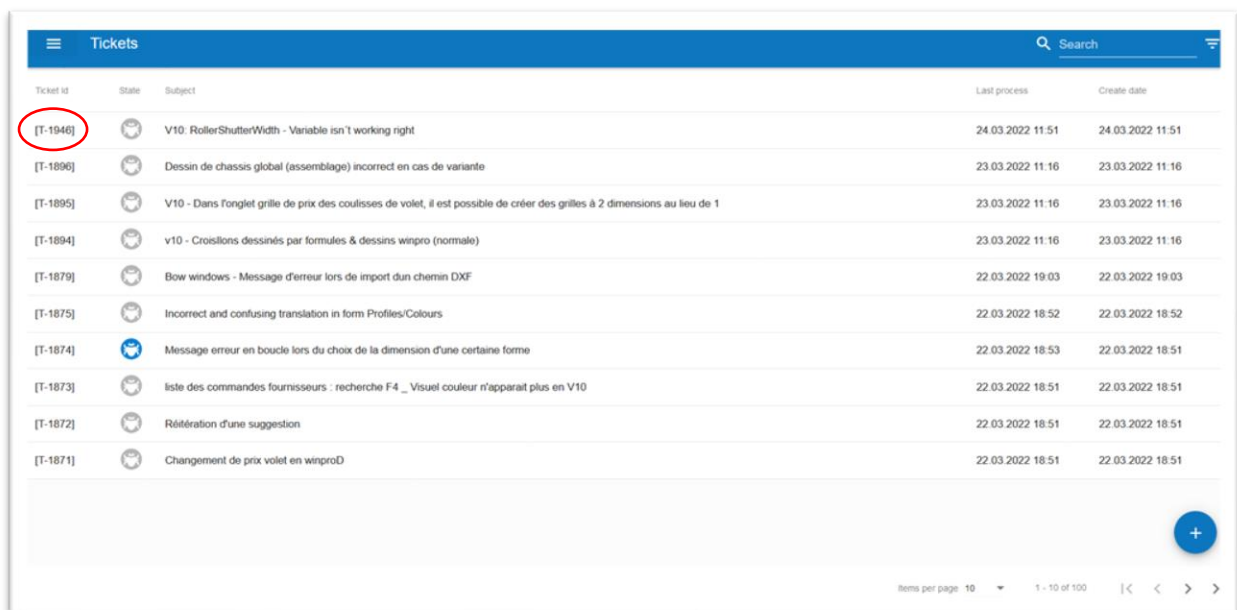 Tickets Search
Ticket Id State Subject Last process Create date
[T-1946] V10: RollerShutterWidth - Variable isn´t working right 24.03.2022 11:51 24.03.2022 11:51
[T-1896] Dessin de chassis global (assemblage) incorrect en cas de variante 23.03.2022 11:16 23.03.2022 11:16
[T-1895] V10 - Dans l'onglet grille de prix des coulisses de volet, il est possible de créer des grilles à 2 dimensions au lieu de 1 23.03.2022 11:16 23.03.2022 11:16
[T-1894] v10 - Croisllons dessinés par formules & dessins winpro (normale) 23.03.2022 11:16 23.03.2022 11:16
[T-1879] Bow windows - Message d'erreur lors de import dun chemin DXF 22.03.2022 19:03 22.03.2022 19:03
[T-1875] Incorrect and confusing translation in form Profiles/Colours 22.03.2022 18:52 22.03.2022 18:52
[T-1874] Message erreur en boucle lors du choix de la dimension d'une certaine forme 22.03.2022 18:53 22.03.2022 18:51
[T-1873] liste des commandes fournisseurs : recherche F4 _ Visuel couleur n'apparait plus en V10 22.03.2022 18:51 22.03.2022 18:51
[T-1872] Réitération d'une suggestion 22.03.2022 18:51 22.03.2022 18:51
[T-1871] Changement de prix volet en winproD 22.03.2022 18:51 22.03.2022 18:51
Items per page 10 1 - 10 of 100